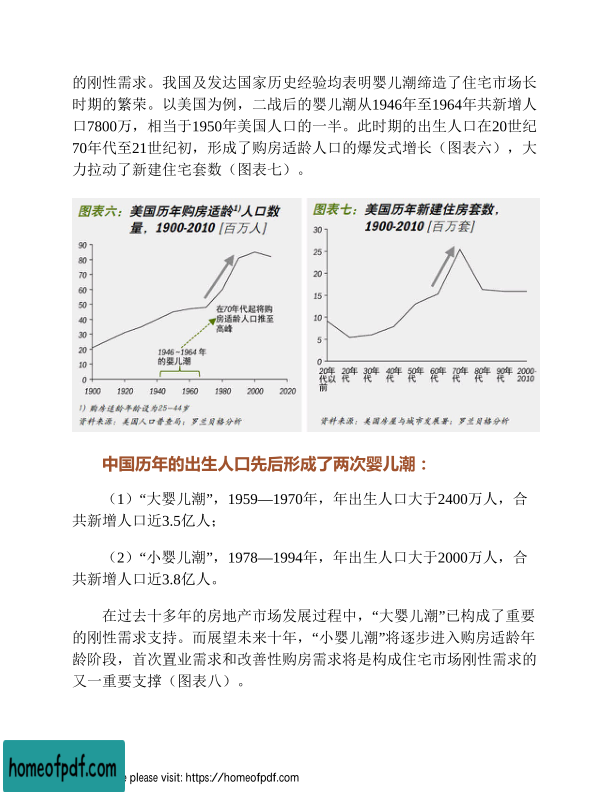 的刚性需求。我国及发达国家历史经验均表明婴儿潮缔造了住宅市场长
时期的繁荣。以美国为例，二战后的婴儿潮从1946年至1964年共新增人
口7800万，相当于1950年美国人口的一半。此时期的出生人口在20世纪
70年代至21世纪初，形成了购房适龄人口的爆发式增长（图表六），大
力拉动了新建住宅套数（图表七）。
图表六：美国历年购房适龄1)人口数
量，1900-2010 [百万人]
90
80
70
60
50
40
30
20
10
0
1900 1920 1940 1960 1980 2000 2020
在70年代起将购
房适龄人口推至
高峰
1946~1964 年
的婴儿潮
1) 购房适龄年龄设为25-44岁
资料来源：美国人口普查局；罗兰贝格分析
图表七：美国历年新建住房套数，
1900-2010 [百万套]
30
25
20
15
10
5
0
20年代以前 20年代 30年代 40年代 50年代 60年代 70年代 80年代 90年代 2000-2010
资料来源：美国房屋与城市发展署；罗兰贝格分析
中国历年的出生人口先后形成了两次婴儿潮：
（1）“大婴儿潮”，1959—1970年，年出生人口大于2400万人，合
共新增人口近3.5亿人；
（2）“小婴儿潮”，1978—1994年，年出生人口大于2000万人，合
共新增人口近3.8亿人。
在过去十多年的房地产市场发展过程中，“大婴儿潮”已构成了重要
的刚性需求支持。而展望未来十年，“小婴儿潮”将逐步进入购房适龄年
龄阶段，首次置业需求和改善性购房需求将是构成住宅市场刚性需求的
又一重要支撑（图表八）。
homeofpdf.com
e please visit: https://homeofpdf.com